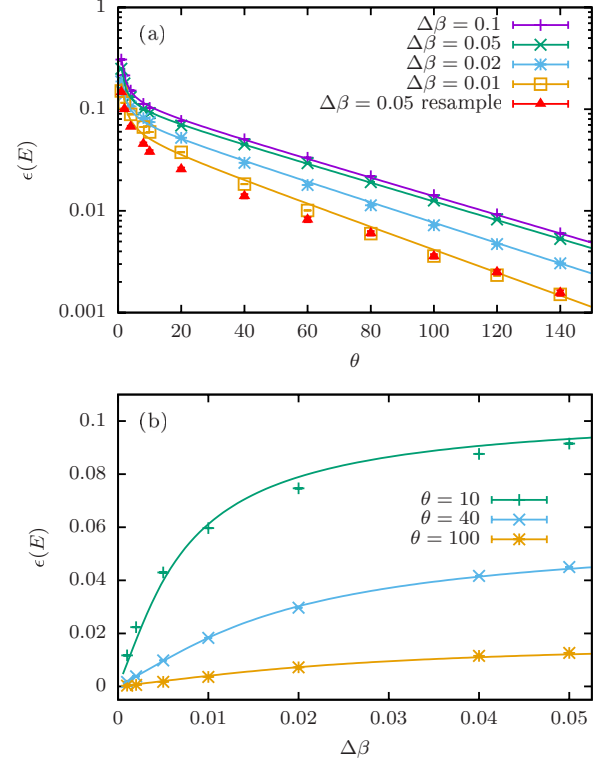 (a)
Δβ = 0.1
Δβ = 0.05
Δβ = 0.02
Δβ = 0.01
Δβ = 0.05 resample
1
0.1
0.01
0.001
ϵ(E)
0 20 40 60 80 100 120 140
θ
(b)
θ = 10
θ = 40
θ = 100
0.1
0.08
0.06
0.04
0.02
0
ϵ(E)
0 0.01 0.02 0.03 0.04 0.05
Δβ